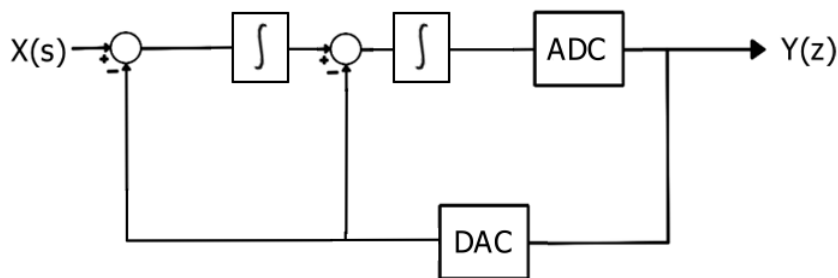 X(s)
+
−
∫
+
−
∫
ADC
Y(z)
DAC